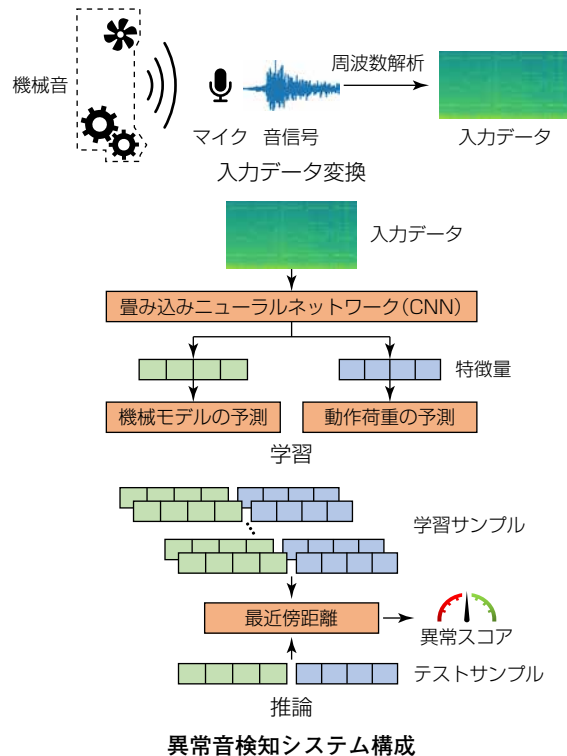 機械音
周波数解析
マイク 音信号
入力データ
入力データ変換
入力データ
畳み込みニューラルネットワーク(CNN)
特徴量
機械モデルの予測
動作荷重の予測
学習
学習サンプル
最近傍距離
異常スコア
テストサンプル
推論
異常音検知システム構成